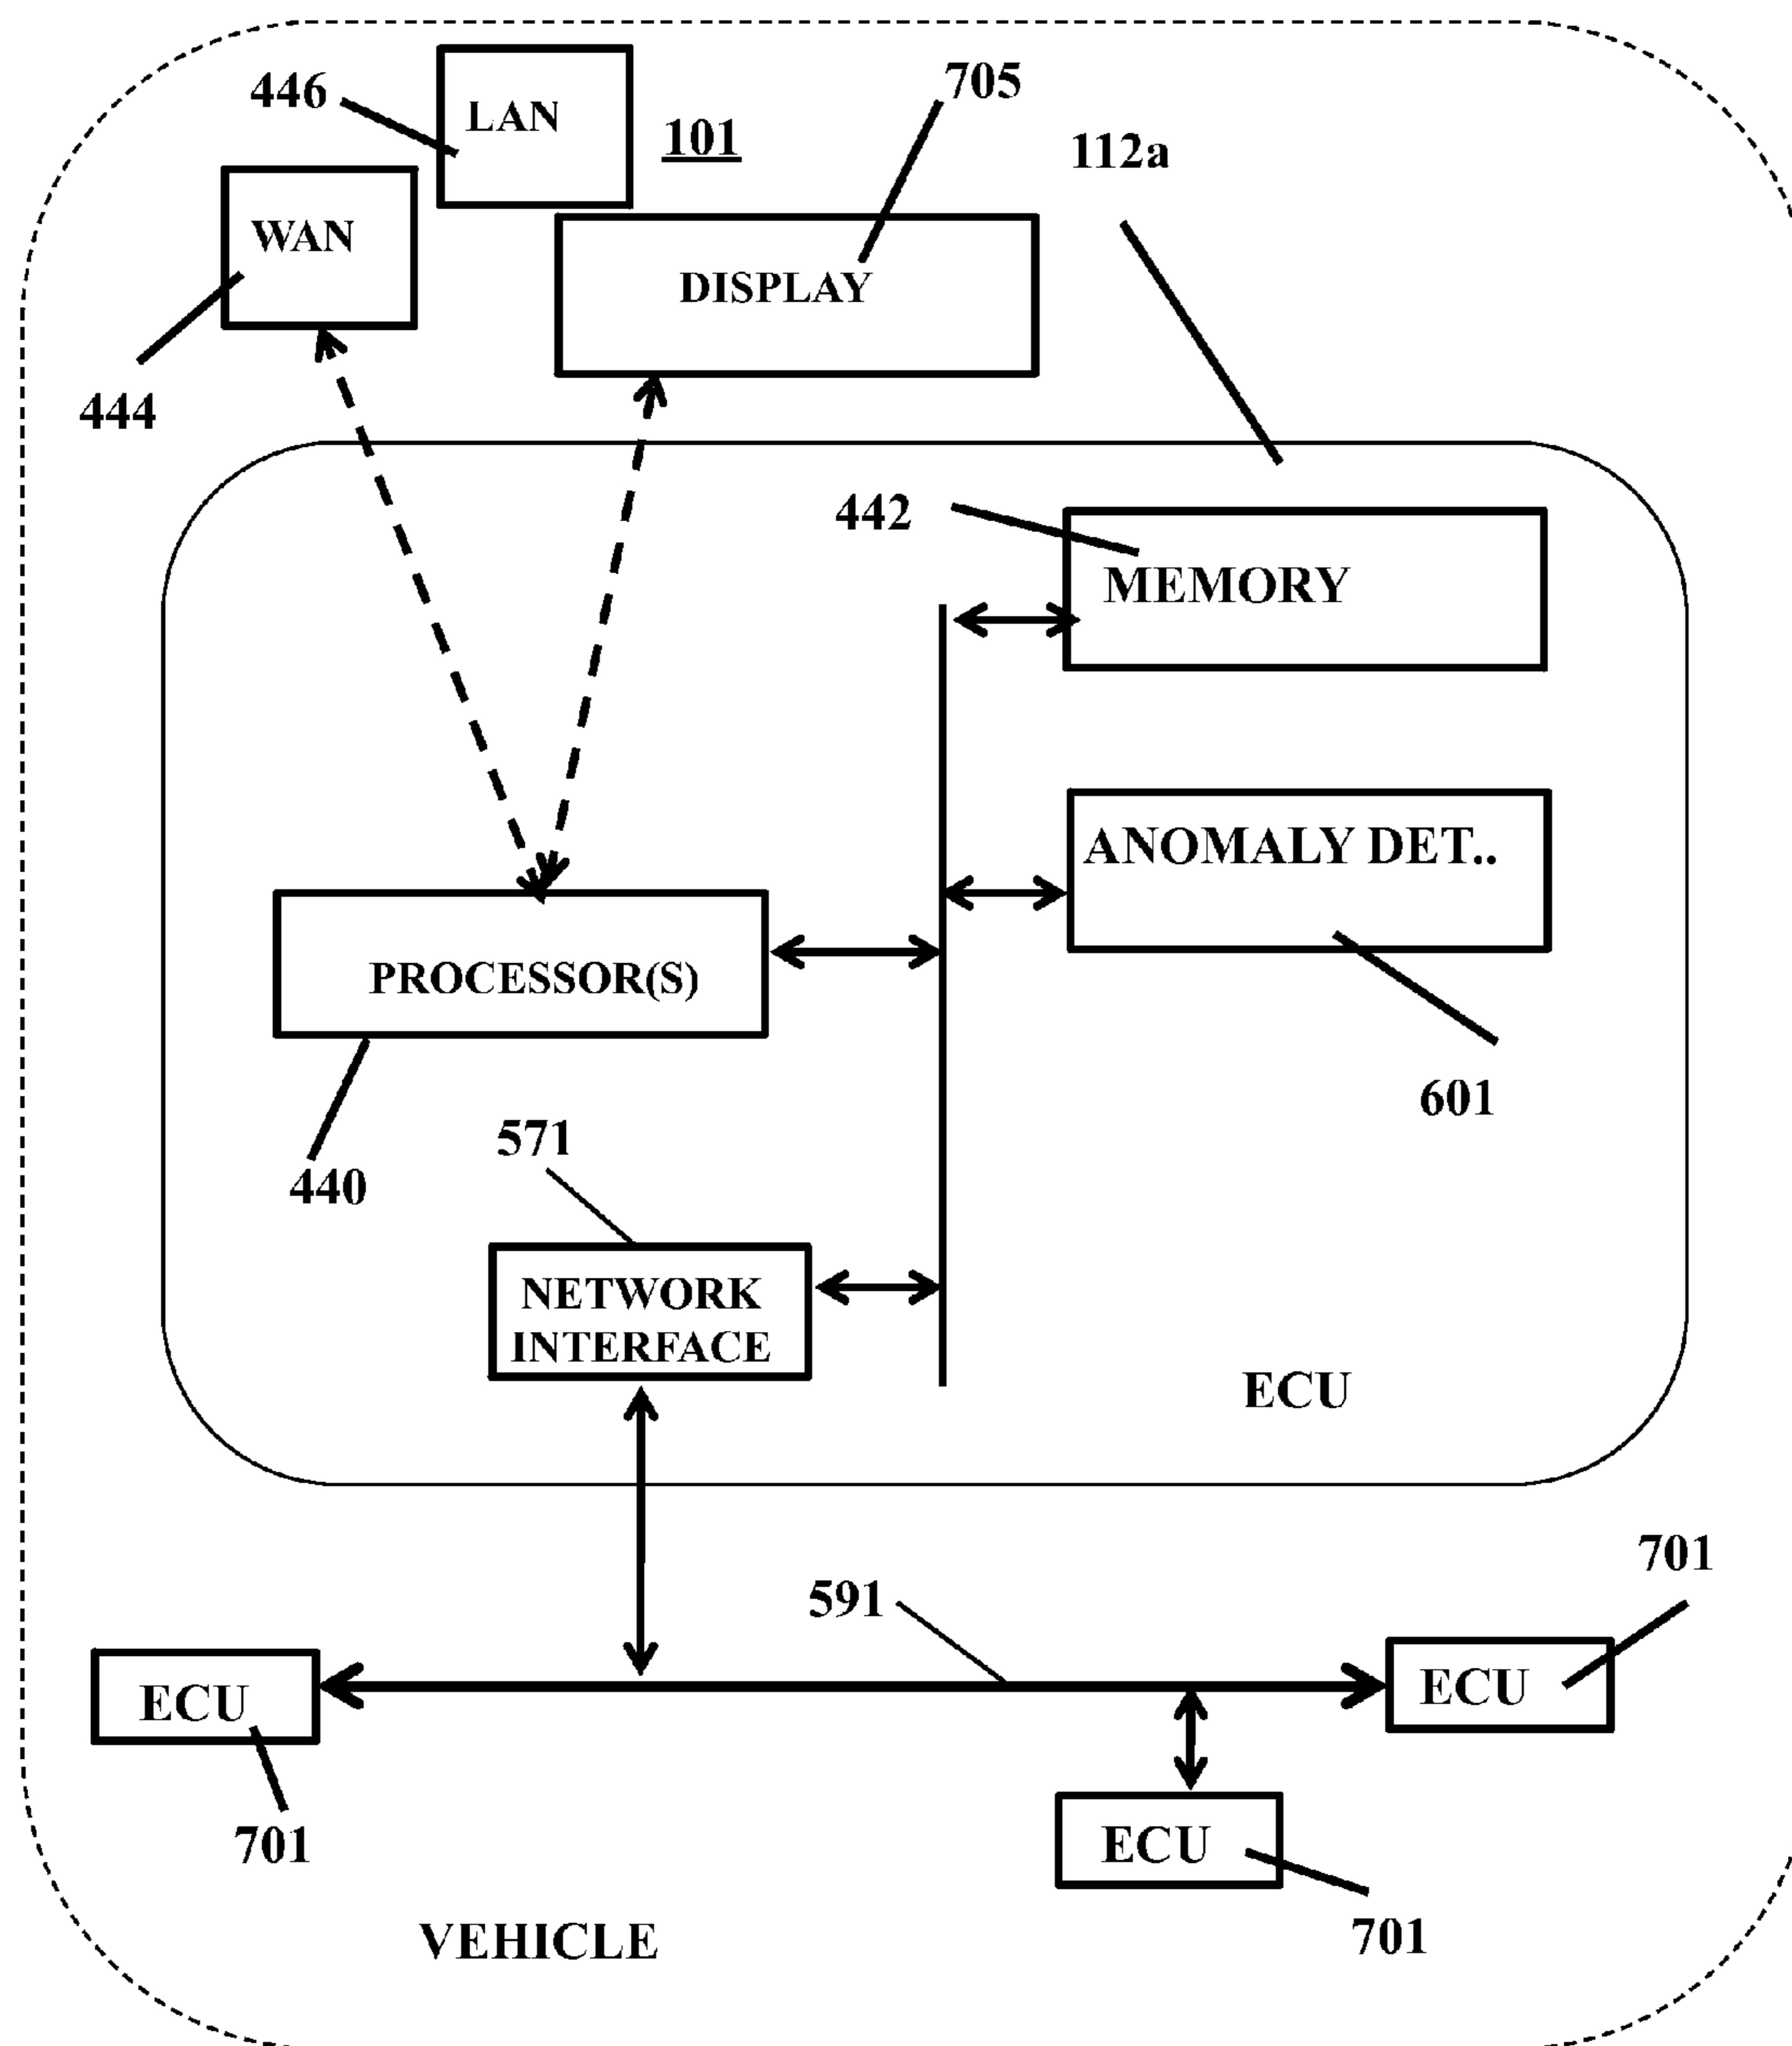 446
LAN
101
705
112a
WAN
DISPLAY
444
442
MEMORY
ANOMALY DET..
PROCESSOR(S)
601
571
440
NETWORK
INTERFACE
ECU
701
591
ECU
ECU
701
ECU
701
VEHICLE